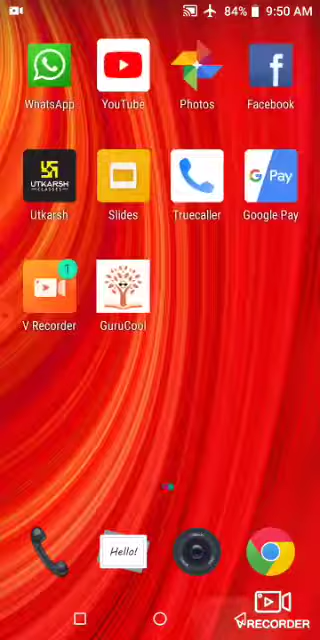 84% 9:50 AM
WhatsApp YouTube Photos Facebook
UTKARSH
CLASSES
G Pay
Utkarsh Slides Truecaller Google Pay
1
V Recorder GuruCool
Hello!
VRECORDER